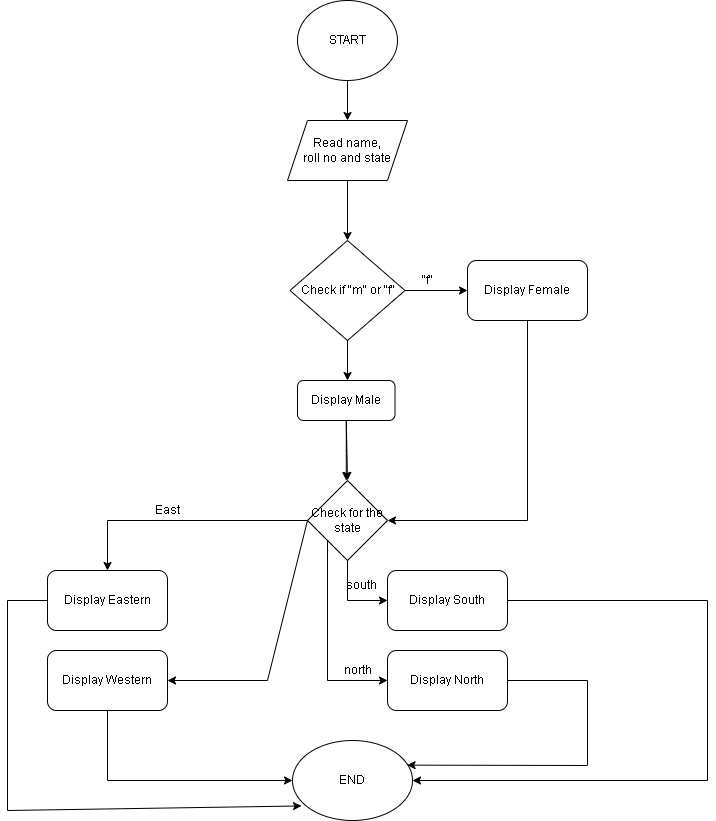 START
Read name,
roll no and state
Check if "m" or "f"
"f"
Display Female
Display Male
Check for the
state
East
south
Display Eastern
Display South
north
Display Western
Display North
END